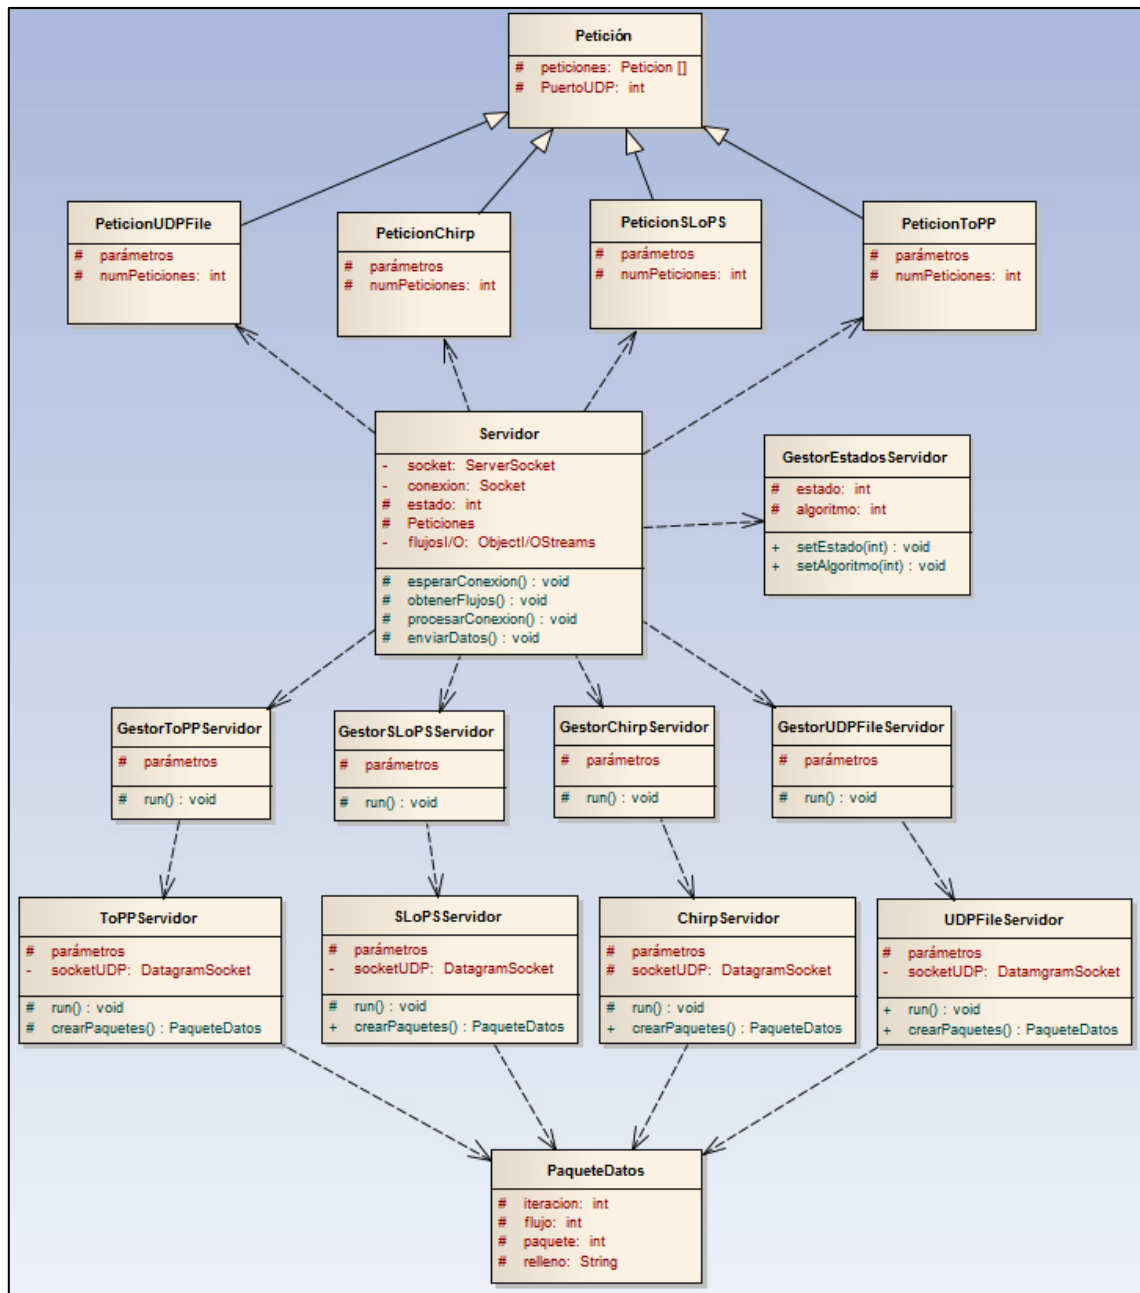 Petición
# peticiones: Peticion []
# PuertoUDP: int
PeticionUDPFile
# parámetros
# numPeticiones: int
PeticionChirp
# parámetros
# numPeticiones: int
PeticionSLoPS
# parámetros
# numPeticiones: int
PeticionToPP
# parámetros
# numPeticiones: int
Servidor
- socket: ServerSocket
- conexion: Socket
# estado: int
# Peticiones
- flujosI/O: ObjectI/OStreams
# esperarConexion() : void
# obtenerFlujos() : void
# procesarConexion() : void
# enviarDatos() : void
GestorEstadosServidor
# estado: int
# algoritmo: int
+ setEstado(int) : void
+ setAlgoritmo(int) : void
GestorToPPServidor
# parámetros
# run() : void
GestorSLoPSServidor
# parámetros
# run() : void
GestorChirpServidor
# parámetros
# run() : void
GestorUDPFileServidor
# parámetros
# run() : void
ToPPServidor
# parámetros
- socketUDP: DatagramSocket
# run() : void
# crearPaquetes() : PaqueteDatos
SLoPSServidor
# parámetros
- socketUDP: DatagramSocket
# run() : void
+ crearPaquetes() : PaqueteDatos
ChirpServidor
# parámetros
# socketUDP: DatagramSocket
# run() : void
+ crearPaquetes() : PaqueteDatos
UDPFileServidor
# parámetros
- socketUDP: DatamgramSocket
+ run() : void
+ crearPaquetes() : PaqueteDatos
PaqueteDatos
# iteracion: int
# flujo: int
# paquete: int
# relleno: String